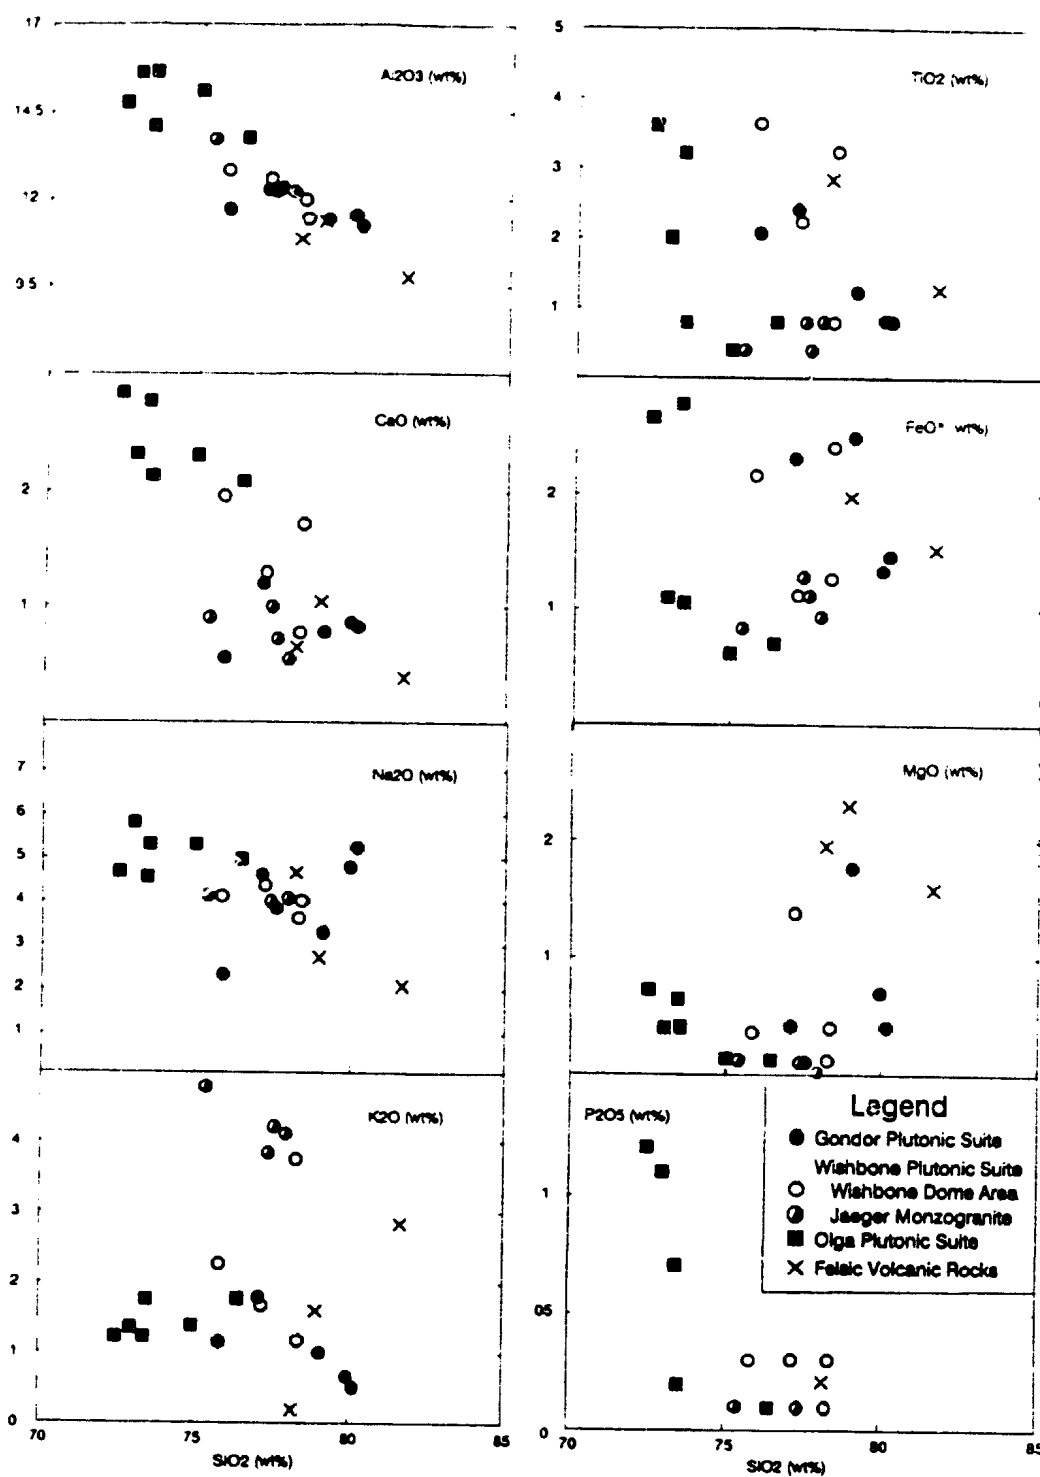 17
A2O3 (wt%)
14 5
12
9 5
5
TiO2 (wt%)
4
3
2
1
CaO (wt%)
2
1
FeO* wt%)
2
1
Na2O (wt%)
7
6
5
4
3
2
1
MgO (wt%)
2
1
K2O (wt%)
4
3
2
1
0
70 75 80 85
SiO2 (wt%)
P2O5 (wt%)
1
05
0
70 75 80 85
SiO2 (wt%)
Legend
Gondor Plutonic Suite
Wishbone Plutonic Suite
Wishbone Dome Area
Jaeger Monzogranite
Olga Plutonic Suite
Felsic Volcanic Rocks